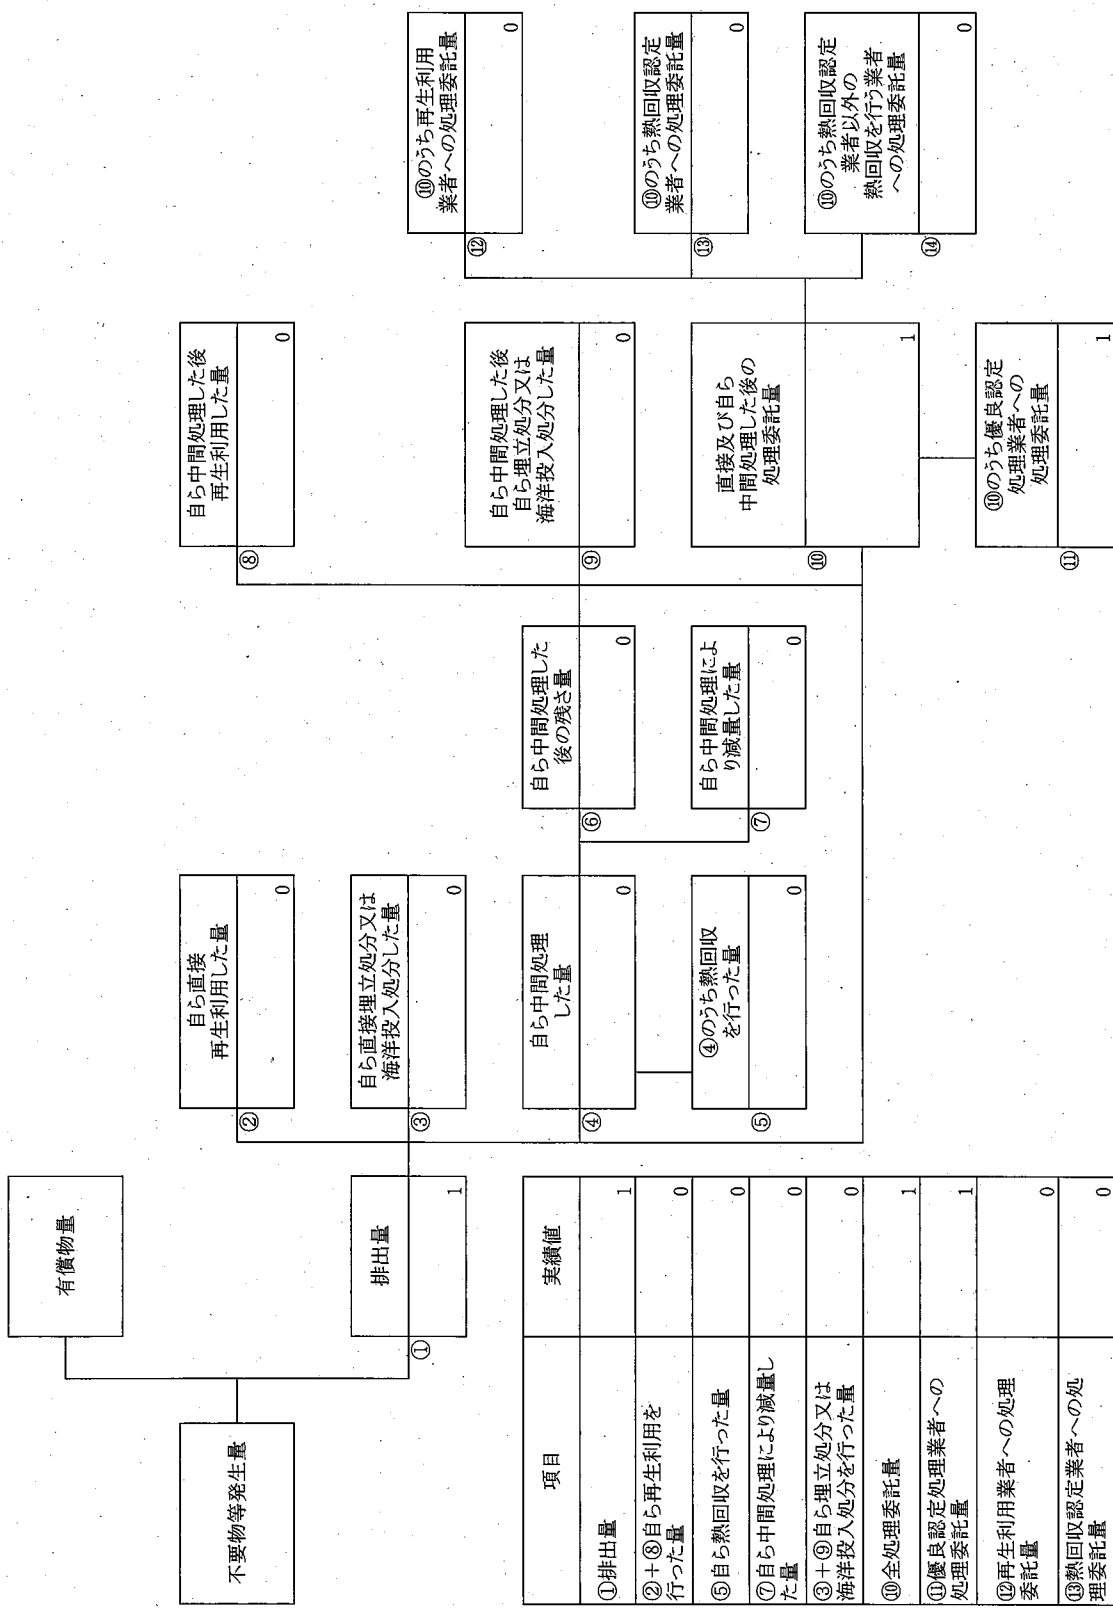 不要物等発生量
有償物量
排出量
①
1
自ら直接
再生利用した量
②
0
自ら直接埋立処分又は
海洋投入処分した量
③
0
自ら中間処理
した量
④
0
④のうち熱回収
を行った量
⑤
0
自ら中間処理した
後の残さ量
⑥
0
自ら中間処理によ
り減量した量
⑦
0
自ら中間処理した後
再生利用した量
⑧
0
自ら中間処理した後
自ら埋立処分又は
海洋投入処分した量
⑨
0
直接及び自ら
中間処理した後の
処理委託量
⑩
1
⑩のうち優良認定
処理業者への
処理委託量
⑪
1
⑩のうち再生利用
業者への処理委託量
⑫
0
⑩のうち熱回収認定
業者への処理委託量
⑬
0
⑩のうち熱回収認定
業者以外の
熱回収を行う業者
への処理委託量
⑭
0
項目 実績値
①排出量 1
②+⑧自ら再生利用を
行った量 0
⑤自ら熱回収を行った量 0
⑦自ら中間処理により減量し
た量 0
③+⑨自ら埋立処分又は
海洋投入処分を行った量 0
⑩全処理委託量 1
⑪優良認定処理業者への
処理委託量 1
⑫再生利用業者への処理
委託量 0
⑬熱回収認定業者への処
理委託量 0